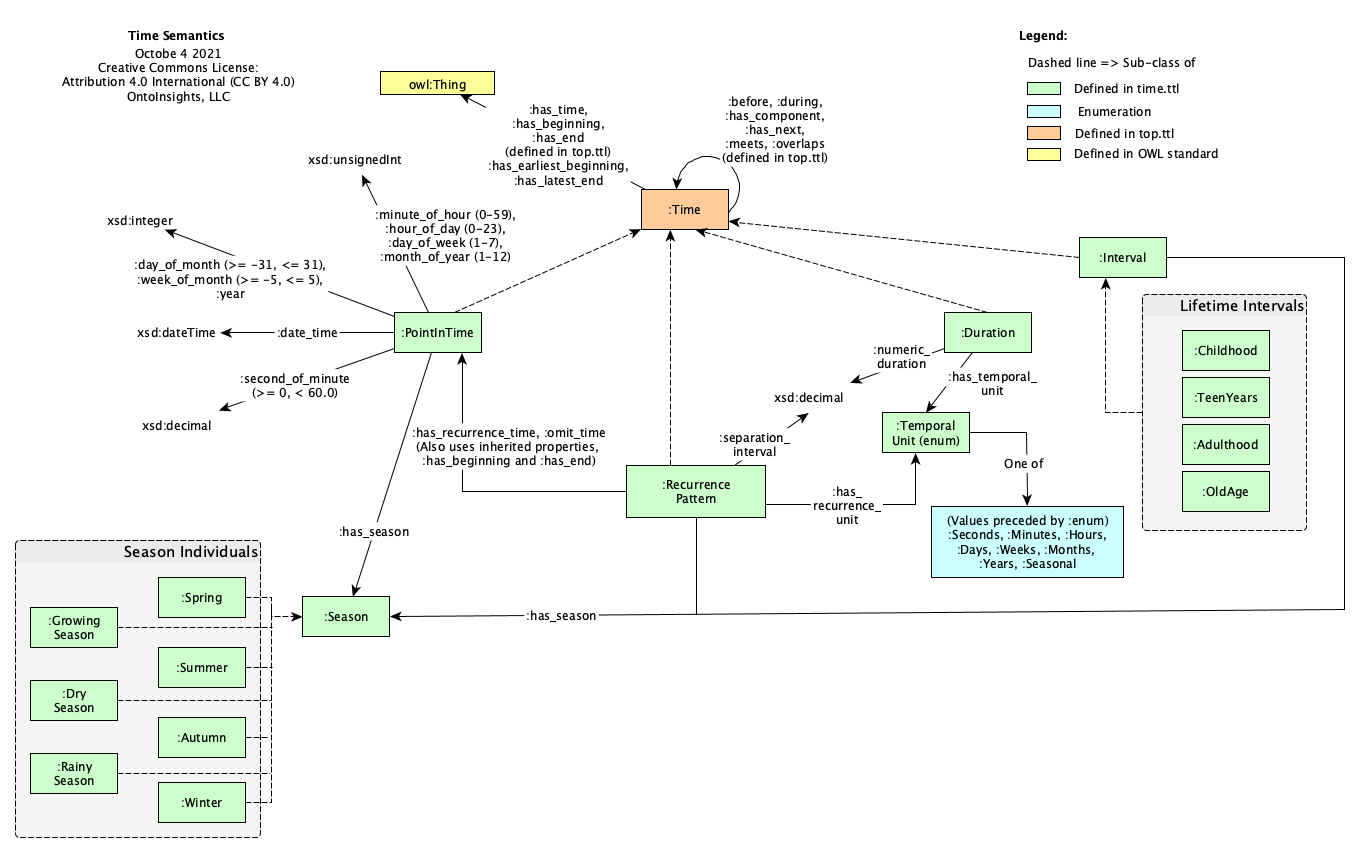 Time Semantics
Octobe 4 2021
Creative Commons License:
Attribution 4.0 International (CC BY 4.0)
OntoInsights, LLC
Legend:
Dashed line => Sub-class of
Defined in time.ttl
Enumeration
Defined in top.ttl
Defined in OWL standard
owl:Thing
:has_time,
:has_beginning,
:has_end
(defined in top.ttl)
:has_earliest_beginning,
:has_latest_end
:before, :during,
:has_component,
:has_next,
:meets, :overlaps
(defined in top.ttl)
:Time
xsd:unsignedInt
:minute_of_hour (0-59),
:hour_of_day (0-23),
:day_of_week (1-7),
:month_of_year (1-12)
xsd:integer
:day_of_month (>= -31, <= 31),
:week_of_month (>= -5, <= 5),
:year
xsd:dateTime
:date_time
:PointInTime
:second_of_minute
(>= 0, < 60.0)
xsd:decimal
:Interval
Lifetime Intervals
:Childhood
:TeenYears
:Adulthood
:OldAge
:Duration
:numeric_
duration
:has_temporal_
unit
xsd:decimal
:Temporal
Unit (enum)
:separation_
interval
One of
:has_recurrence_time, :omit_time
(Also uses inherited properties,
:has_beginning and :has_end)
:Recurrence
Pattern
:has_
recurrence_
unit
(Values preceded by :enum)
:Seconds, :Minutes, :Hours,
:Days, :Weeks, :Months,
:Years, :Seasonal
:has_season
Season Individuals
:Spring
:Growing
Season
:Summer
:Dry
Season
:Autumn
:Rainy
Season
:Winter
:Season
:has_season